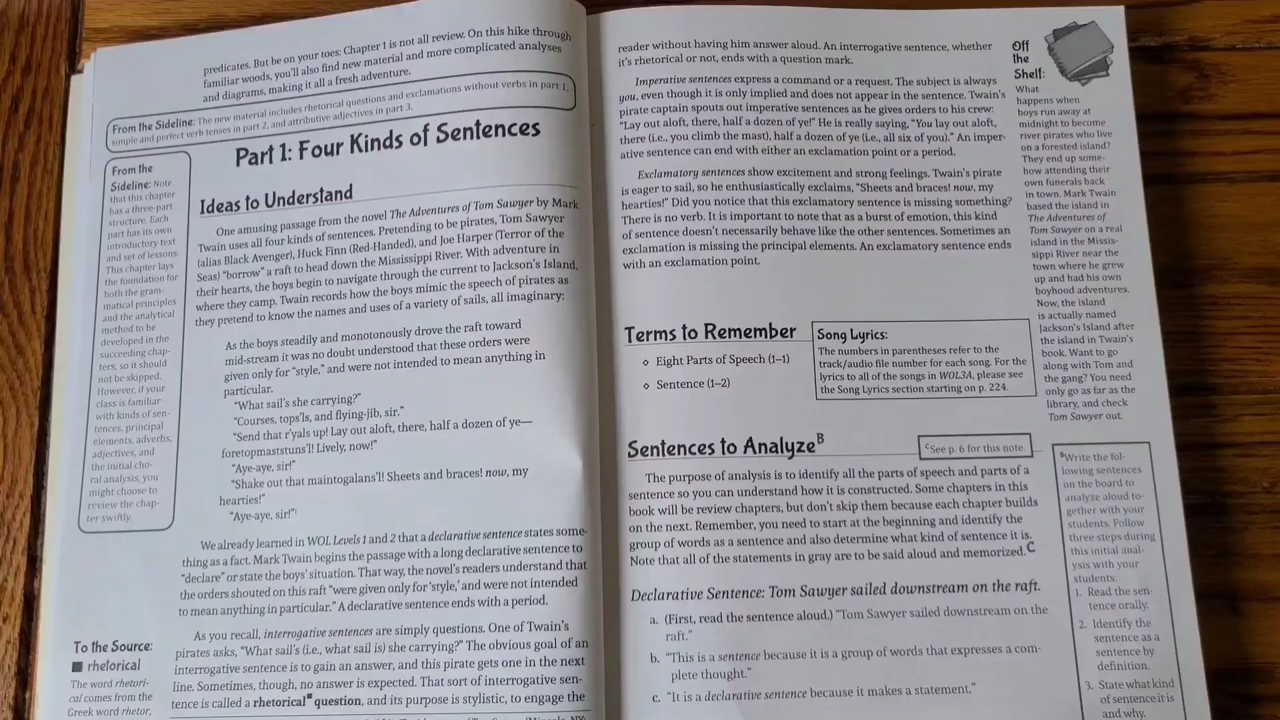 predicates. But be on your toes: Chapter 1 is not all review. On this hike through
familiar woods, you'll also find new material and more complicated analyses
and diagrams, making it all a fresh adventure.
From the Sideline: The new material includes rhetorical questions and exclamations without verbs in part 1,
simple and perfect verb tenses in part 2, and attributive adjectives in part 3.
Part 1: Four Kinds of Sentences
From the
Sideline: Note
that this chapter
has a three-part
structure. Each
part has its own
introductory text
and set of lessons
This chapter lays
the foundation for
both the gram-
matical principles
and the analytical
method to be
developed in the
succeeding chap-
ters, so it should
not be skipped.
However, if your
class is familiar
with kinds of sen-
tences, principal
elements, adverbs,
adjectives, and
the initial cho-
ral analysis, you
might choose to
review the chap-
ter swiftly.
Ideas to Understand
One amusing passage from the novel The Adventures of Tom Sawyer by Mark
Twain uses all four kinds of sentences. Pretending to be pirates, Tom Sawyer
(alias Black Avenger), Huck Finn (Red-Handed), and Joe Harper (Terror of the
Seas) "borrow" a raft to head down the Mississippi River. With adventure in
their hearts, the boys begin to navigate through the current to Jackson's Island,
where they camp. Twain records how the boys mimic the speech of pirates as
they pretend to know the names and uses of a variety of sails, all imaginary:
As the boys steadily and monotonously drove the raft toward
mid-stream it was no doubt understood that these orders were
given only for "style," and were not intended to mean anything in
particular.
"What sail's she carrying?"
"Courses, tops'ls, and flying-jib, sir."
"Send that r'yals up! Lay out aloft, there, half a dozen of ye—
foretopmaststuns'l! Lively, now!"
"Aye-aye, sir!"
"Shake out that maintogalans'l! Sheets and braces! now, my
hearties!"
"Aye-aye, sir!"¹
We already learned in WOL Levels 1 and 2 that a declarative sentence states some-
thing as a fact. Mark Twain begins the passage with a long declarative sentence to
"declare" or state the boys' situation. That way, the novel's readers understand that
the orders shouted on this raft "were given only for 'style,' and were not intended
to mean anything in particular." A declarative sentence ends with a period.
To the Source:
■ rhetorical
The word rhetori-
cal comes from the
Greek word rhetor,
As you recall, interrogative sentences are simply questions. One of Twain's
pirates asks, "What sail's (i.e., what sail is) she carrying?" The obvious goal of an
interrogative sentence is to gain an answer, and this pirate gets one in the next
line. Sometimes, though, no answer is expected. That sort of interrogative sen-
tence is called a rhetorical■ question, and its purpose is stylistic, to engage the
reader without having him answer aloud. An interrogative sentence, whether
it's rhetorical or not, ends with a question mark.
Imperative sentences express a command or a request. The subject is always
you, even though it is only implied and does not appear in the sentence. Twain's
pirate captain spouts out imperative sentences as he gives orders to his crew:
"Lay out aloft, there, half a dozen of ye!" He is really saying, "You lay out aloft,
there (i.e., you climb the mast), half a dozen of ye (i.e., all six of you)." An imper-
ative sentence can end with either an exclamation point or a period.
Exclamatory sentences show excitement and strong feelings. Twain's pirate
is eager to sail, so he enthusiastically exclaims, "Sheets and braces! now, my
hearties!" Did you notice that this exclamatory sentence is missing something?
There is no verb. It is important to note that as a burst of emotion, this kind
of sentence doesn't necessarily behave like the other sentences. Sometimes an
exclamation is missing the principal elements. An exclamatory sentence ends
with an exclamation point.
Off
the
Shelf:
What
happens when
boys run away at
midnight to become
river pirates who live
on a forested island?
They end up some-
how attending their
own funerals back
in town. Mark Twain
based the island in
The Adventures of
Tom Sawyer on a real
island in the Missis-
sippi River near the
town where he grew
up and had his own
boyhood adventures.
Now, the island
is actually named
Jackson's Island after
the island in Twain's
book. Want to go
along with Tom and
the gang? You need
only go as far as the
library, and check
Tom Sawyer out.
Terms to Remember
⋄ Eight Parts of Speech (1–1)
⋄ Sentence (1–2)
Song Lyrics:
The numbers in parentheses refer to the
track/audio file number for each song. For the
lyrics to all of the songs in WOL3A, please see
the Song Lyrics section starting on p. 224.
Sentences to Analyzeᴮ
ᶜSee p. 6 for this note.
The purpose of analysis is to identify all the parts of speech and parts of a
sentence so you can understand how it is constructed. Some chapters in this
book will be review chapters, but don't skip them because each chapter builds
on the next. Remember, you need to start at the beginning and identify the
group of words as a sentence and also determine what kind of sentence it is.
Note that all of the statements in gray are to be said aloud and memorized.ᶜ
Declarative Sentence: Tom Sawyer sailed downstream on the raft.
a. (First, read the sentence aloud.) "Tom Sawyer sailed downstream on the
raft."
b. "This is a sentence because it is a group of words that expresses a com-
plete thought."
c. "It is a declarative sentence because it makes a statement."
ᴮWrite the fol-
lowing sentences
on the board to
analyze aloud to-
gether with your
students. Follow
three steps during
this initial anal-
ysis with your
students:
1. Read the sen-
tence orally.
2. Identify the
sentence as a
sentence by
definition.
3. State what kind
of sentence it is
and why.